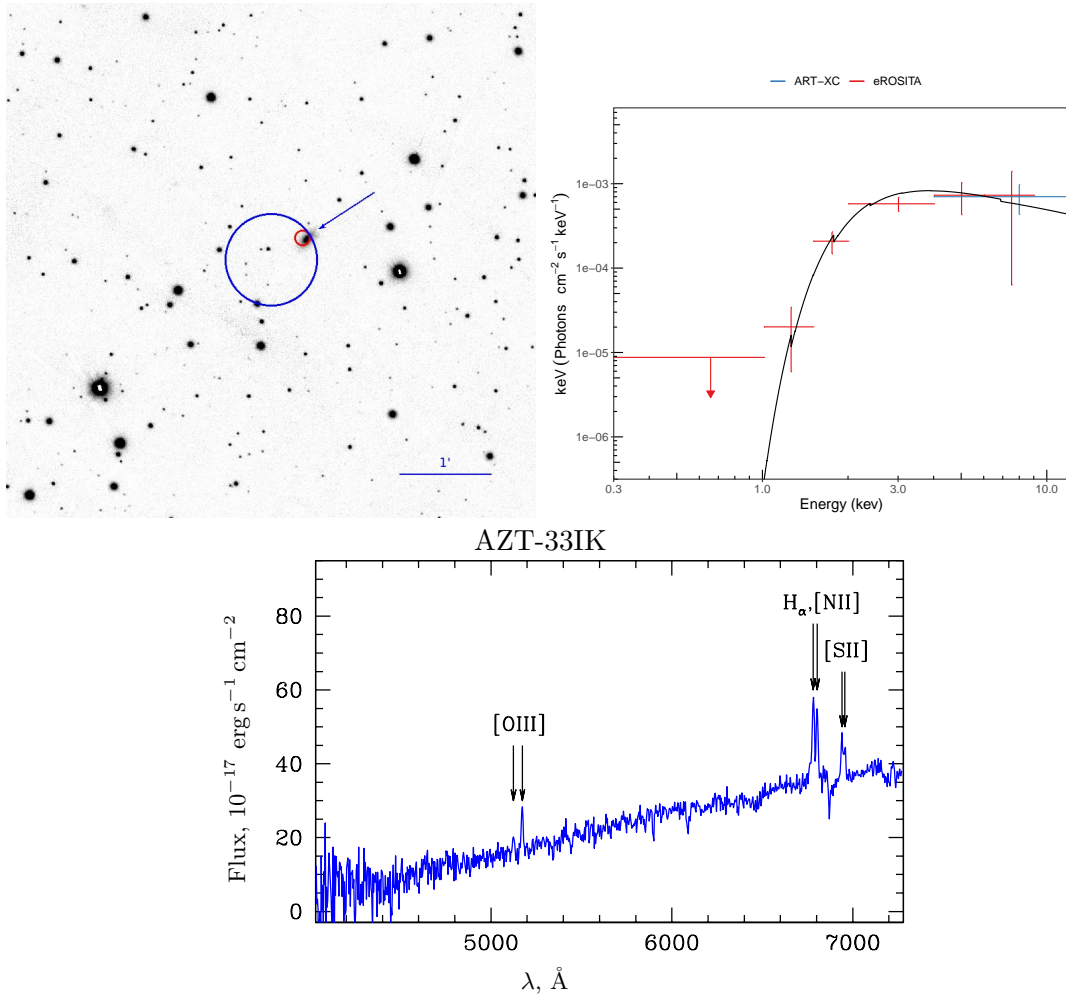 1'
ART−XC eROSITA
keV (Photons cm−2 s−1 keV−1)
1e−03
1e−04
1e−05
1e−06
0.3 1.0 3.0 10.0
Energy (kev)
AZT-33IK
Flux, 10−17 erg s−1 cm−2
80
60
40
20
0
Hα,[NII]
[SII]
[OIII]
5000 6000 7000
λ, Å